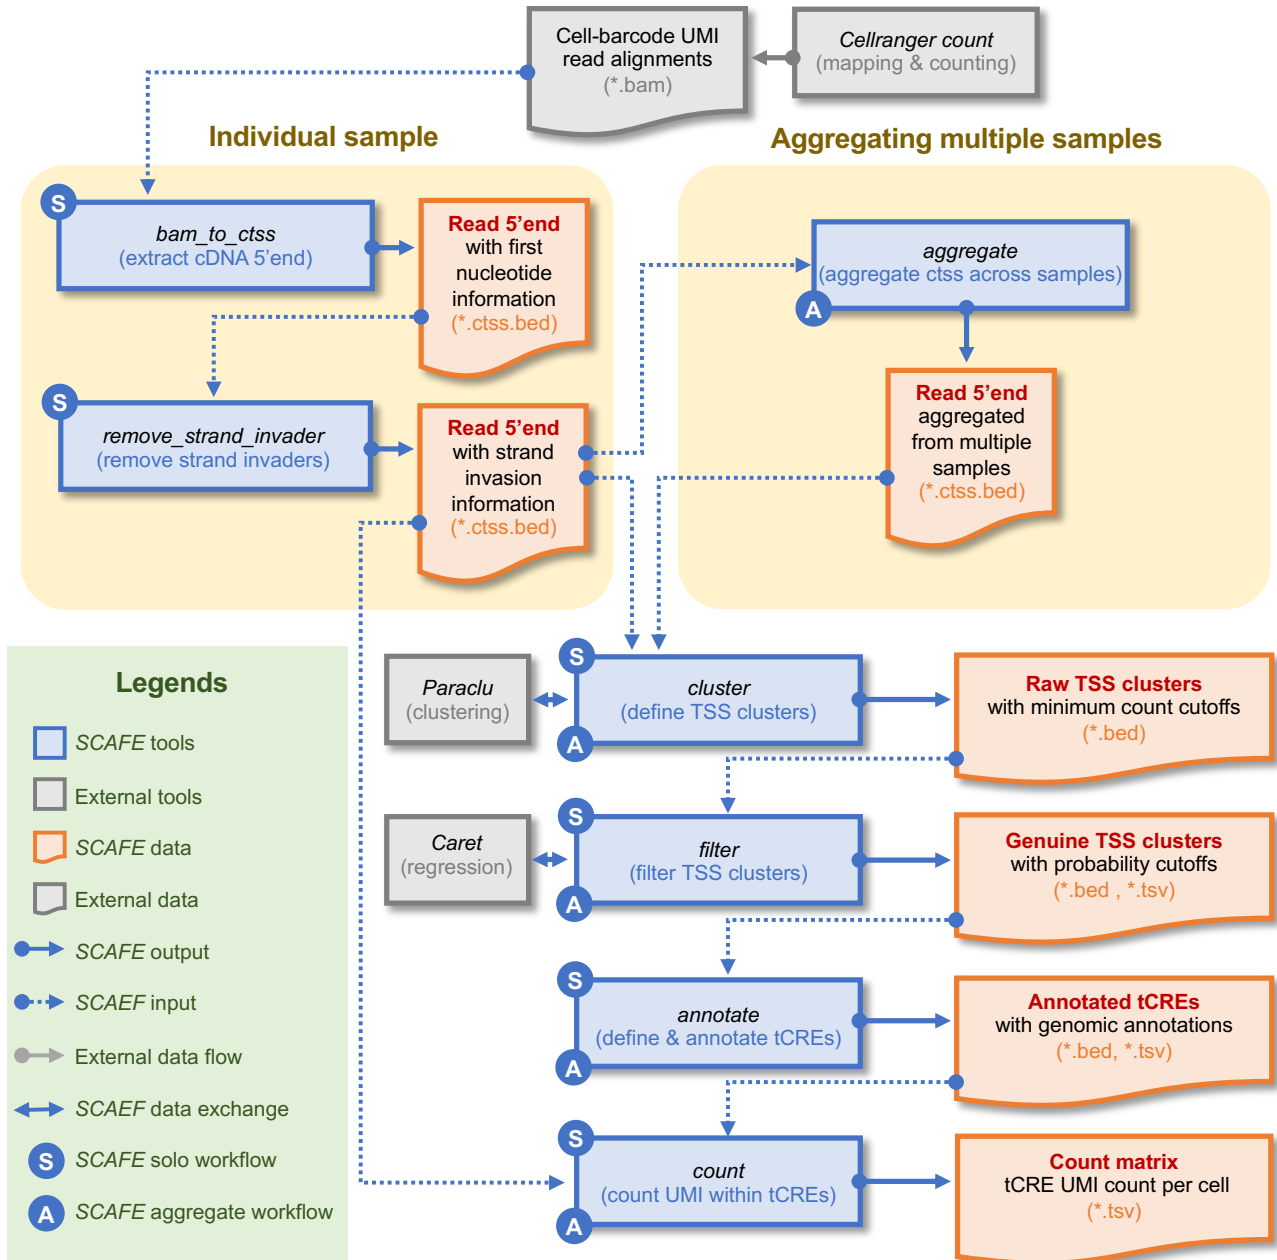 Cell-barcode UMI
read alignments
(*.bam)
Cellranger count
(mapping & counting)
Individual sample
Aggregating multiple samples
S
bam_to_ctss
(extract cDNA 5’end)
Read 5’end
with first
nucleotide
information
(*.ctss.bed)
aggregate
(aggregate ctss across samples)
A
S
remove_strand_invader
(remove strand invaders)
Read 5’end
with strand
invasion
information
(*.ctss.bed)
Read 5’end
aggregated
from multiple
samples
(*.ctss.bed)
Legends
SCAFE tools
External tools
SCAFE data
External data
SCAFE output
SCAEF input
External data flow
SCAEF data exchange
S SCAFE solo workflow
A SCAFE aggregate workflow
Paraclu
(clustering)
S
cluster
(define TSS clusters)
A
Raw TSS clusters
with minimum count cutoffs
(*.bed)
Caret
(regression)
S
filter
(filter TSS clusters)
A
Genuine TSS clusters
with probability cutoffs
(*.bed , *.tsv)
S
annotate
(define & annotate tCREs)
A
Annotated tCREs
with genomic annotations
(*.bed, *.tsv)
S
count
(count UMI within tCREs)
A
Count matrix
tCRE UMI count per cell
(*.tsv)